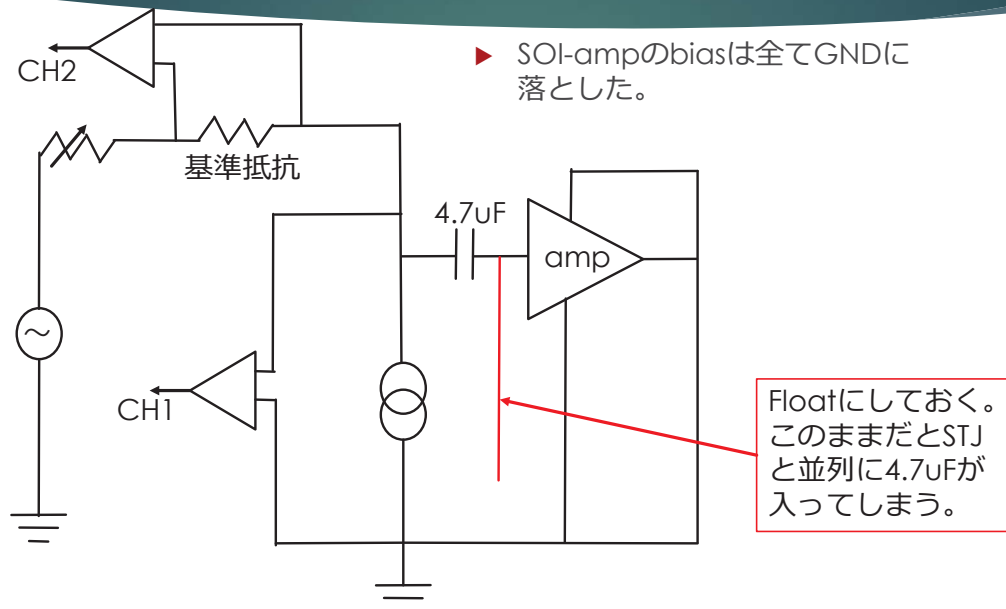 CH2
SOI-ampのbiasは全てGNDに
落とした。
基準抵抗
4.7uF
amp
CH1
Floatにしておく。
このままだとSTJ
と並列に4.7uFが
入ってしまう。